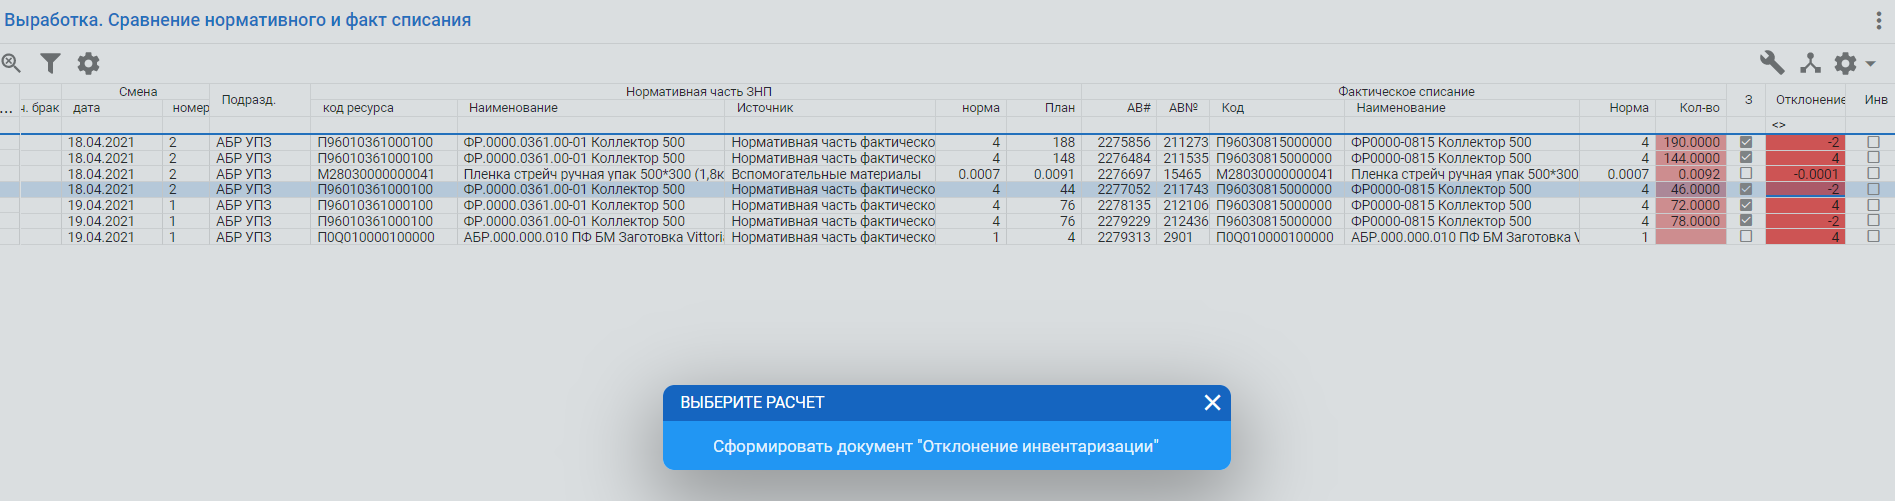 Выработка. Сравнение нормативного и факт списания
Смена Подразд. Нормативная часть ЗНП Фактическое списание З Отклонение Инв
... ч. брак дата номер код ресурса Наименование Источник норма План АВ# АВ№ Код Наименование Норма Кол-во
<>
18.04.2021 2 АБР УПЗ П96010361000100 ФР.0000.0361.00-01 Коллектор 500 Нормативная часть фактическо 4 188 2275856 211273 П96030815000000 ФР0000-0815 Коллектор 500 4 190.0000 -2
18.04.2021 2 АБР УПЗ П96010361000100 ФР.0000.0361.00-01 Коллектор 500 Нормативная часть фактическо 4 148 2276484 211535 П96030815000000 ФР0000-0815 Коллектор 500 4 144.0000 4
18.04.2021 2 АБР УПЗ М28030000000041 Пленка стрейч ручная упак 500*300 (1,8к Вспомогательные материалы 0.0007 0.0091 2276697 15465 М28030000000041 Пленка стрейч ручная упак 500*300 0.0007 0.0092 -0.0001
18.04.2021 2 АБР УПЗ П96010361000100 ФР.0000.0361.00-01 Коллектор 500 Нормативная часть фактическо 4 44 2277052 211743 П96030815000000 ФР0000-0815 Коллектор 500 4 46.0000 -2
19.04.2021 1 АБР УПЗ П96010361000100 ФР.0000.0361.00-01 Коллектор 500 Нормативная часть фактическо 4 76 2278135 212106 П96030815000000 ФР0000-0815 Коллектор 500 4 72.0000 4
19.04.2021 1 АБР УПЗ П96010361000100 ФР.0000.0361.00-01 Коллектор 500 Нормативная часть фактическо 4 76 2279229 212436 П96030815000000 ФР0000-0815 Коллектор 500 4 78.0000 -2
19.04.2021 1 АБР УПЗ П0Q010000100000 АБР.000.000.010 ПФ БМ Заготовка Vittoria Нормативная часть фактическо 1 4 2279313 2901 П0Q010000100000 АБР.000.000.010 ПФ БМ Заготовка V 1 4
ВЫБЕРИТЕ РАСЧЕТ
Сформировать документ "Отклонение инвентаризации"